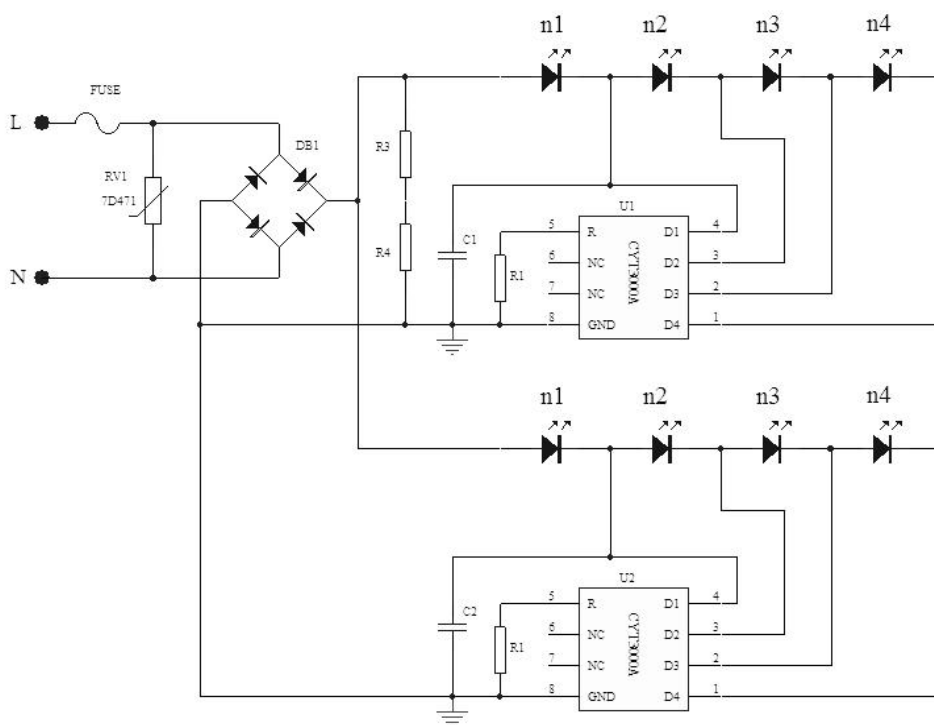 n1 n2 n3 n4
FUSE
L
DB1
R3
RV1
7D471
U1
C1
5 R D1 4
R4
6 NC CYT3000A D2 3
N
R1
7 NC D3 2
8 GND D4 1
n1 n2 n3 n4
U2
C2
5 R D1 4
6 NC CYT3000A D2 3
R1
7 NC D3 2
8 GND D4 1